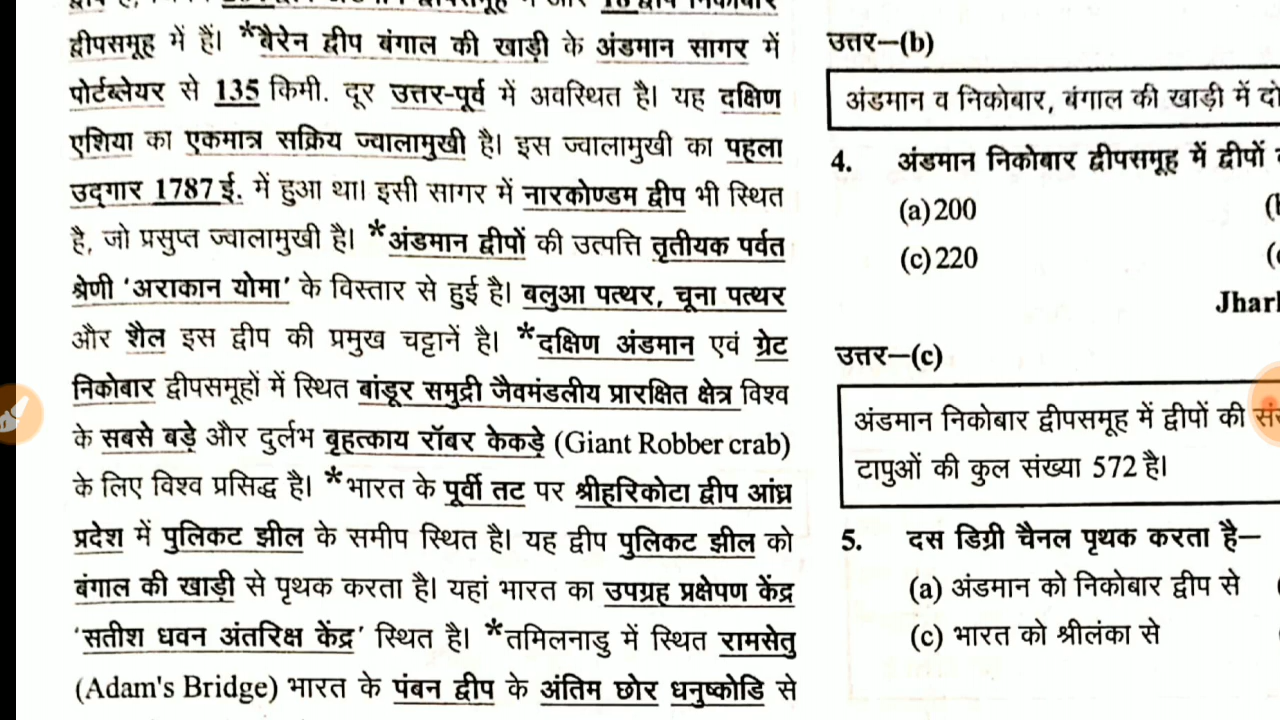 द्वीपसमूह में हैं। *बैरेन द्वीप बंगाल की खाड़ी के अंडमान सागर में
पोर्टब्लेयर से 135 किमी. दूर उत्तर-पूर्व में अवस्थित है। यह दक्षिण
एशिया का एकमात्र सक्रिय ज्वालामुखी है। इस ज्वालामुखी का पहला
उद्गार 1787 ई. में हुआ था। इसी सागर में नारकोण्डम द्वीप भी स्थित
है, जो प्रसुप्त ज्वालामुखी है। *अंडमान द्वीपों की उत्पत्ति तृतीयक पर्वत
श्रेणी 'अराकान योमा' के विस्तार से हुई है। बलुआ पत्थर, चूना पत्थर
और शैल इस द्वीप की प्रमुख चट्टानें है। *दक्षिण अंडमान एवं ग्रेट
निकोबार द्वीपसमूहों में स्थित बांडूर समुद्री जैवमंडलीय प्रारक्षित क्षेत्र विश्व
के सबसे बड़े और दुर्लभ बृहत्काय रॉबर केकड़े (Giant Robber crab)
के लिए विश्व प्रसिद्ध है। *भारत के पूर्वी तट पर श्रीहरिकोटा द्वीप आंध्र
प्रदेश में पुलिकट झील के समीप स्थित है। यह द्वीप पुलिकट झील को
बंगाल की खाड़ी से पृथक करता है। यहां भारत का उपग्रह प्रक्षेपण केंद्र
'सतीश धवन अंतरिक्ष केंद्र' स्थित है। *तमिलनाडु में स्थित रामसेतु
(Adam's Bridge) भारत के पंबन द्वीप के अंतिम छोर धनुष्कोडि से
उत्तर–(b)
अंडमान व निकोबार, बंगाल की खाड़ी में दो
4. अंडमान निकोबार द्वीपसमूह में द्वीपों
(a) 200
(c) 220
Jharl
उत्तर–(c)
अंडमान निकोबार द्वीपसमूह में द्वीपों की
टापुओं की कुल संख्या 572 है।
5. दस डिग्री चैनल पृथक करता है–
(a) अंडमान को निकोबार द्वीप से
(c) भारत को श्रीलंका से